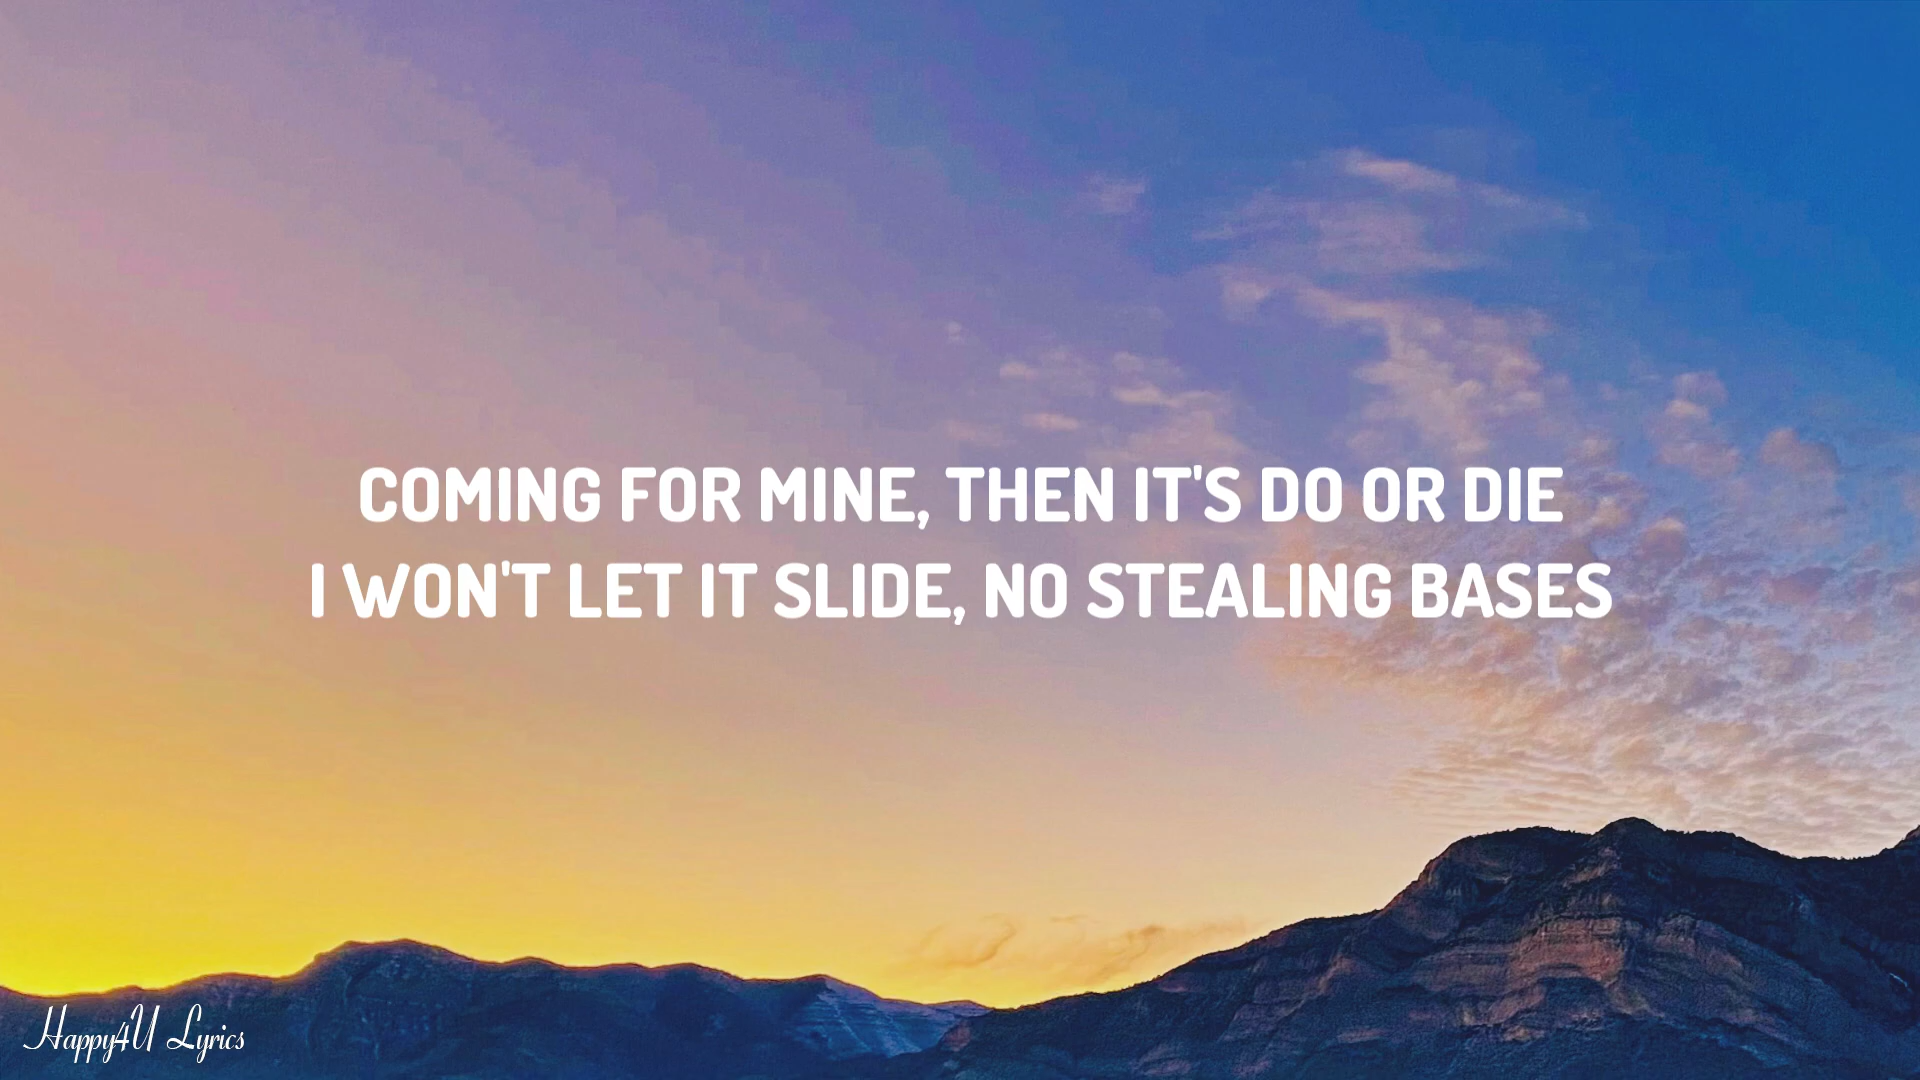 COMING FOR MINE, THEN IT'S DO OR DIE
I WON'T LET IT SLIDE, NO STEALING BASES
Happy4U Lyrics